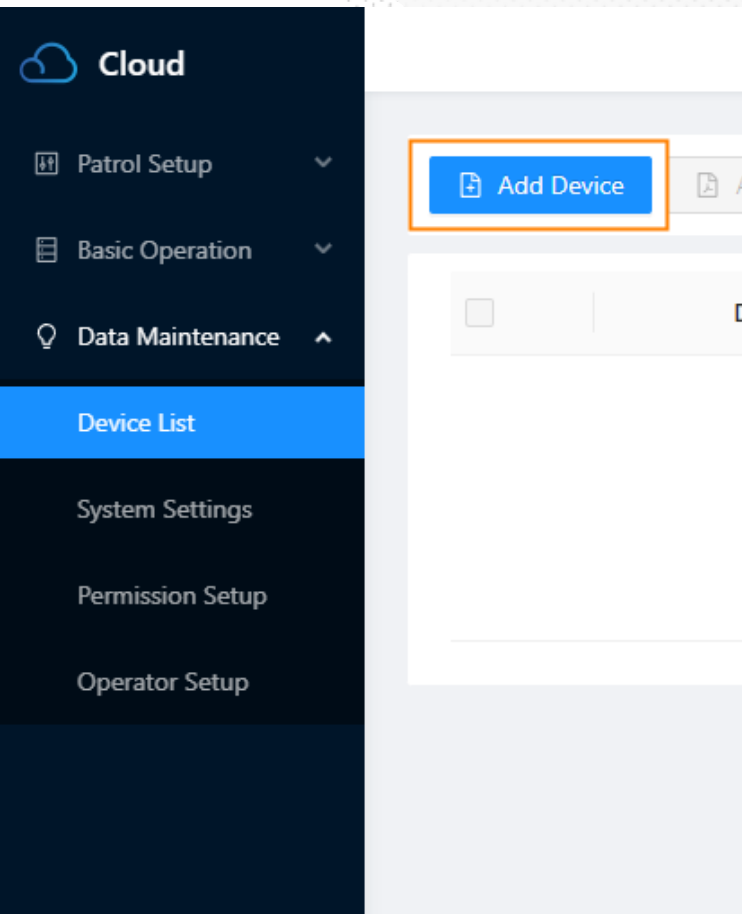 Cloud
Patrol Setup
Basic Operation
Data Maintenance
Device List
System Settings
Permission Setup
Operator Setup
Add Device